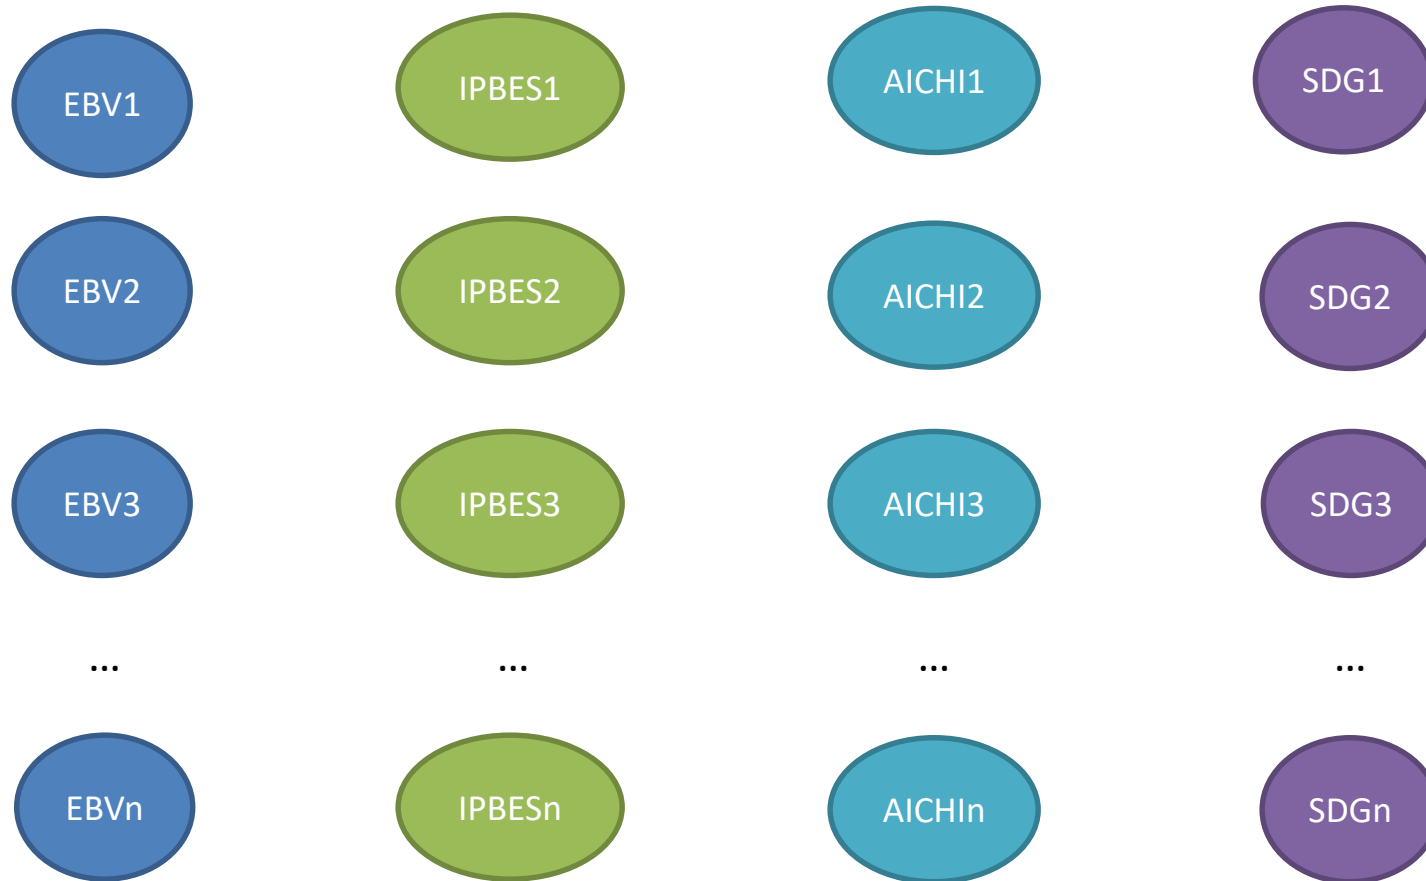 EBV1 IPBES1 AICHI1 SDG1
EBV2 IPBES2 AICHI2 SDG2
EBV3 IPBES3 AICHI3 SDG3
... ... ... ...
EBVn IPBESn AICHIn SDGn